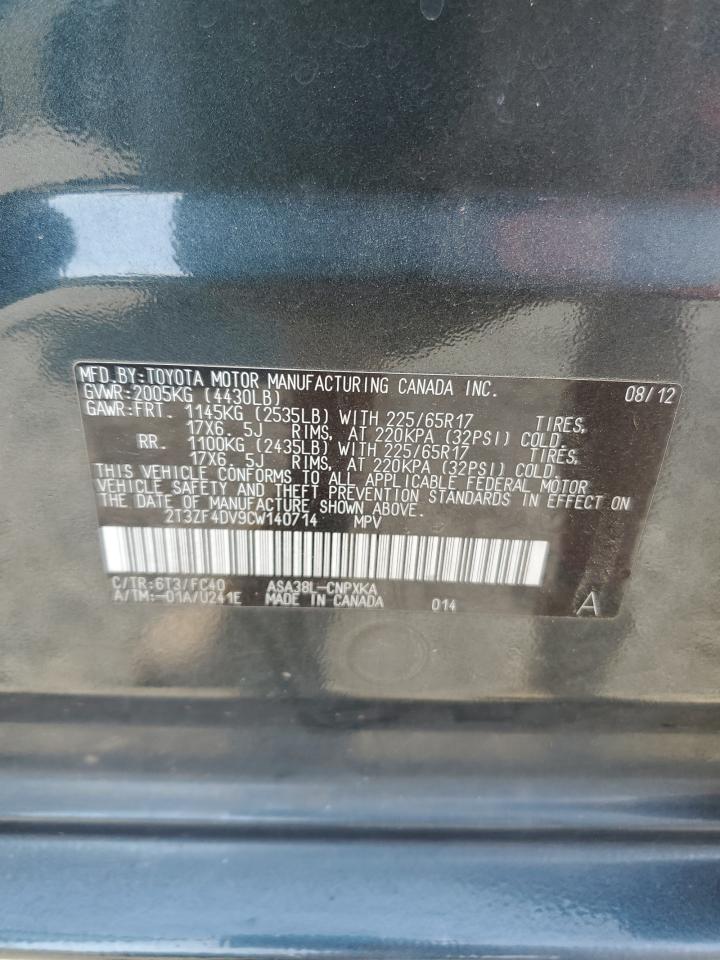 MFD.BY:TOYOTA MOTOR MANUFACTURING CANADA INC. 08/12
GVWR:2005KG (4430LB)
GAWR:FRT. 1145KG (2535LB) WITH 225/65R17 TIRES,
17X6. 5J RIMS, AT 220KPA (32PSI) COLD.
RR. 1100KG (2435LB) WITH 225/65R17 TIRES,
17X6. 5J RIMS, AT 220KPA (32PSI) COLD.
THIS VEHICLE CONFORMS TO ALL APPLICABLE FEDERAL MOTOR
VEHICLE SAFETY AND THEFT PREVENTION STANDARDS IN EFFECT ON
THE DATE OF MANUFACTURE SHOWN ABOVE.
2T3ZF4DV9CW140714 MPV
C/TR:6T3/FC40 ASA38L-CNPXKA
A/TM:-01A/U241E MADE IN CANADA 014 A